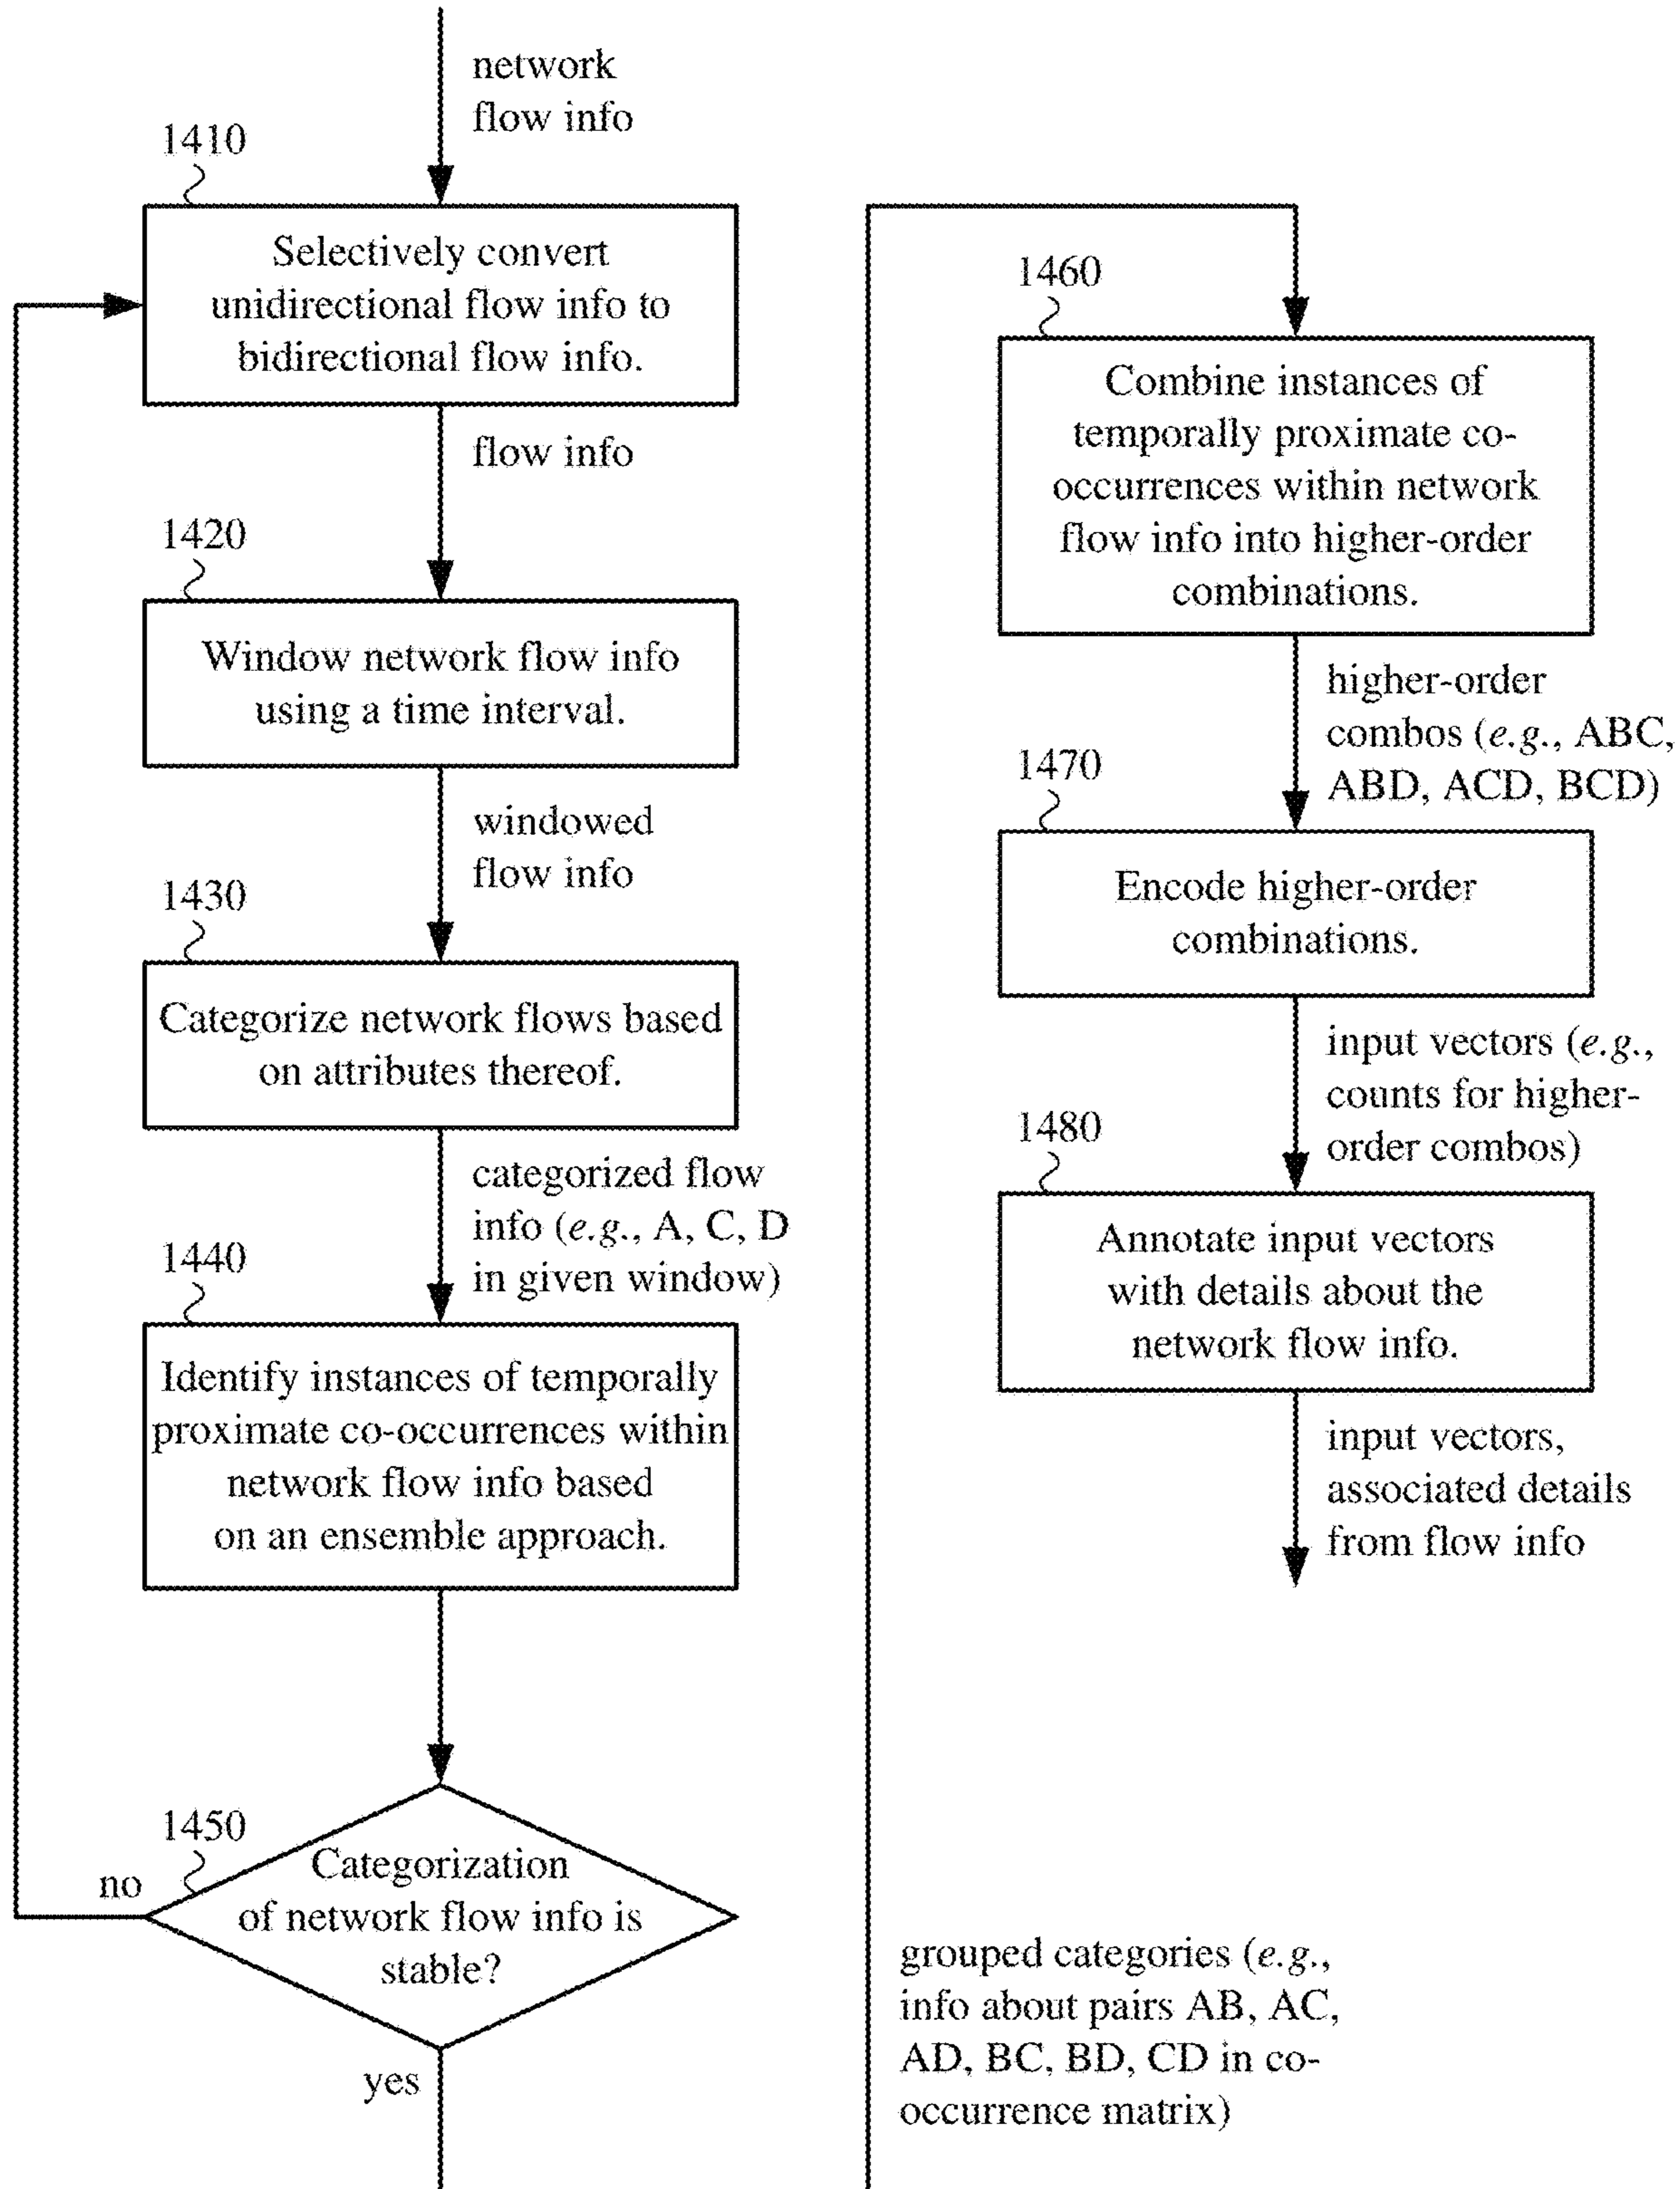 network
flow info
1410
Selectively convert
unidirectional flow info to
bidirectional flow info.
flow info
1420
Window network flow info
using a time interval.
windowed
flow info
1430
Categorize network flows based
on attributes thereof.
categorized flow
info (e.g., A, C, D
in given window)
1440
Identify instances of temporally
proximate co-occurrences within
network flow info based
on an ensemble approach.
1450
Categorization
of network flow info is
stable?
no
yes
grouped categories (e.g.,
info about pairs AB, AC,
AD, BC, BD, CD in co-
occurrence matrix)
1460
Combine instances of
temporally proximate co-
occurrences within network
flow info into higher-order
combinations.
higher-order
combos (e.g., ABC,
ABD, ACD, BCD)
1470
Encode higher-order
combinations.
input vectors (e.g.,
counts for higher-
order combos)
1480
Annotate input vectors
with details about the
network flow info.
input vectors,
associated details
from flow info